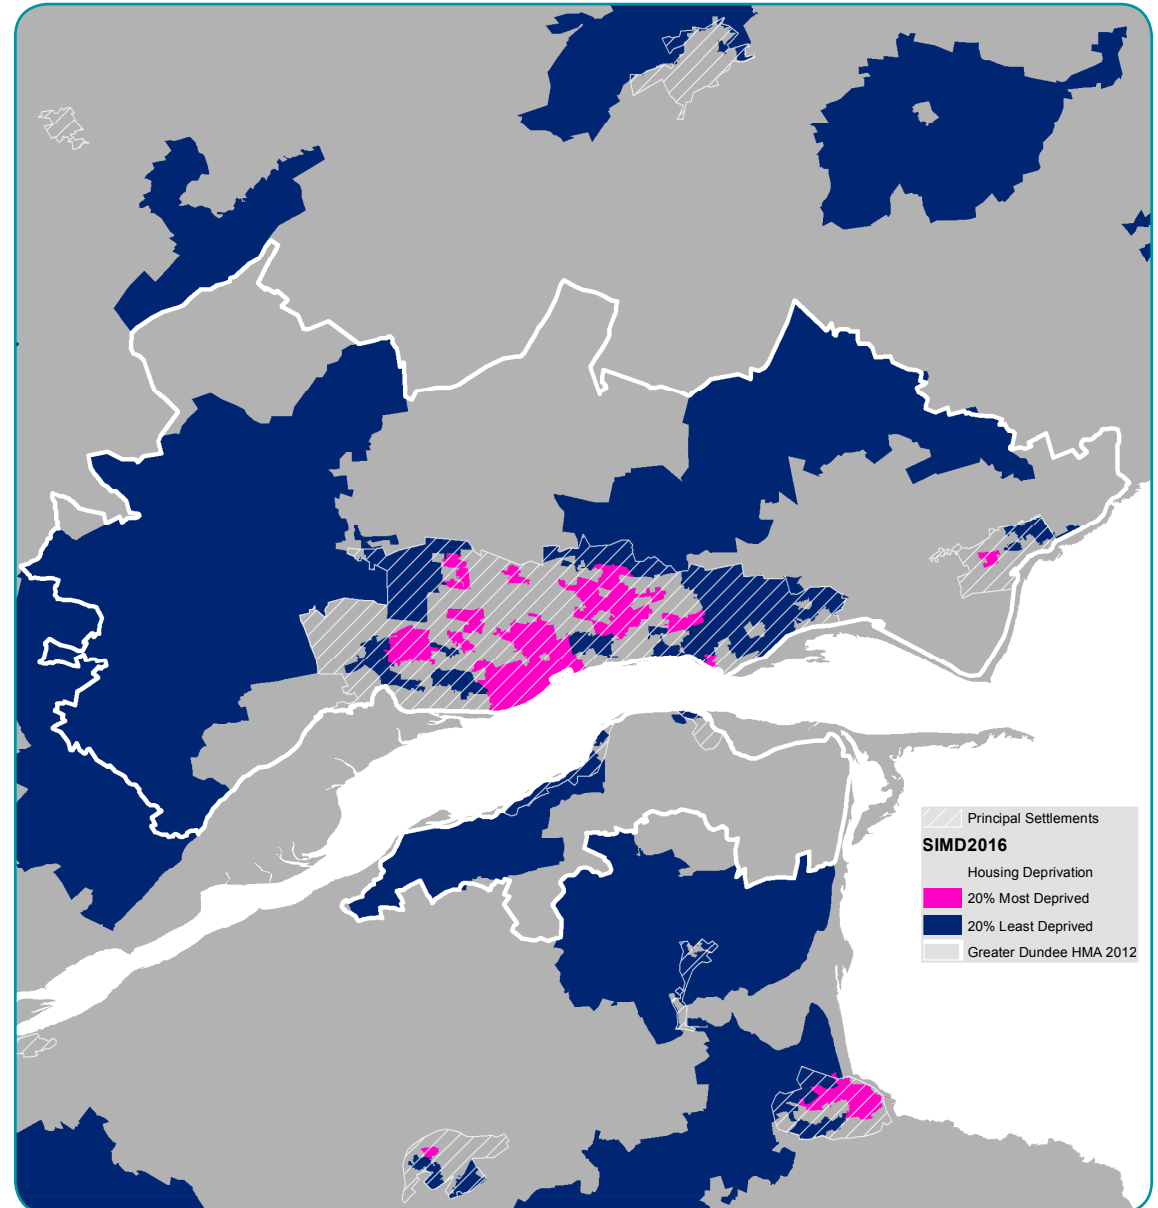 Principal Settlements
SIMD2016
Housing Deprivation
20% Most Deprived
20% Least Deprived
Greater Dundee HMA 2012